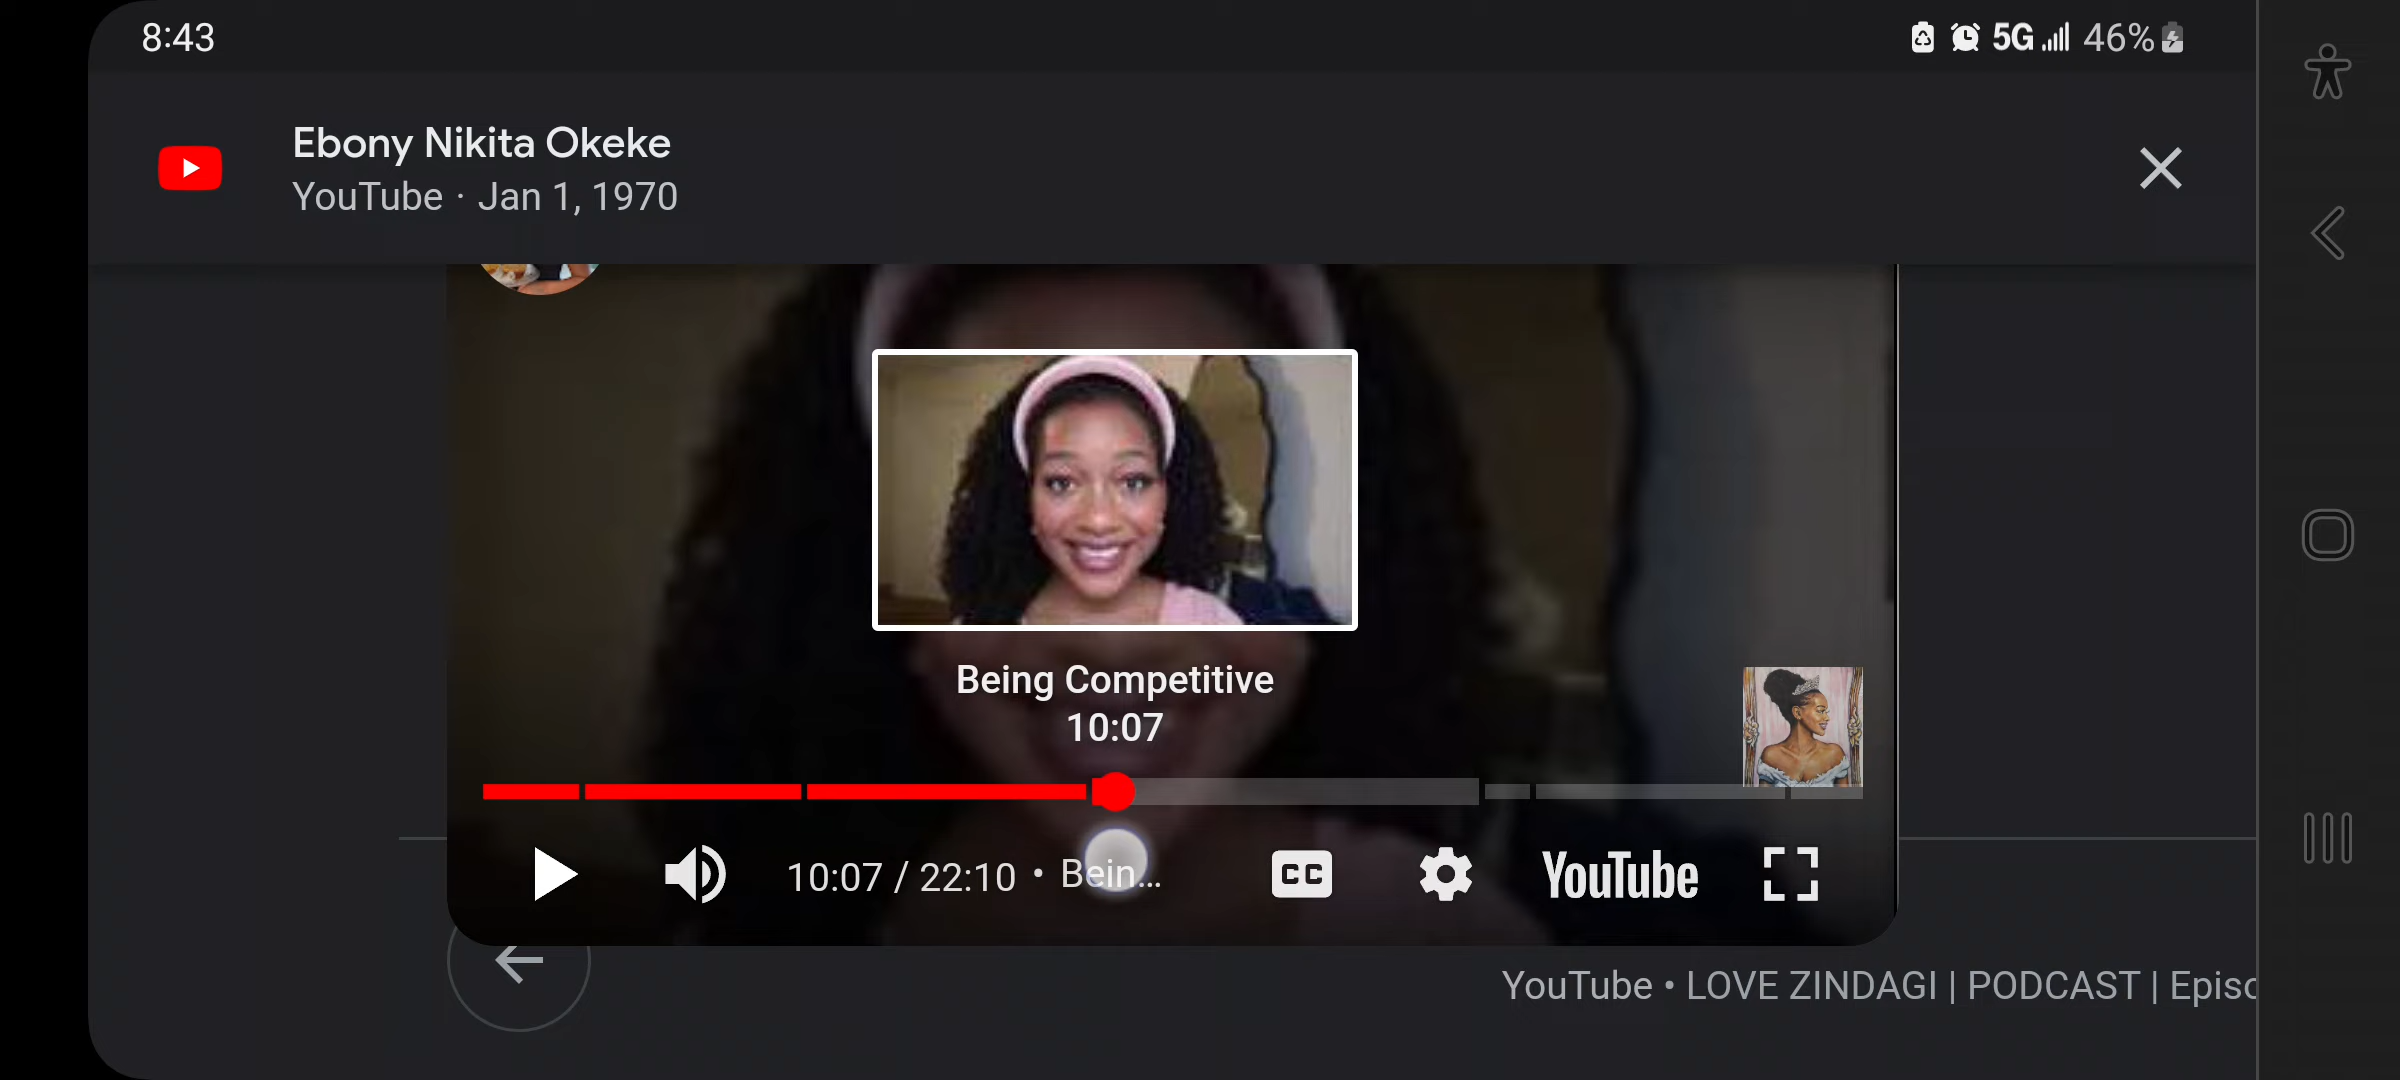 8:43
5G 46%
Ebony Nikita Okeke
YouTube · Jan 1, 1970
Being Competitive
10:07
10:07 / 22:10 • Bein...
CC
YouTube
YouTube • LOVE ZINDAGI | PODCAST | Episo